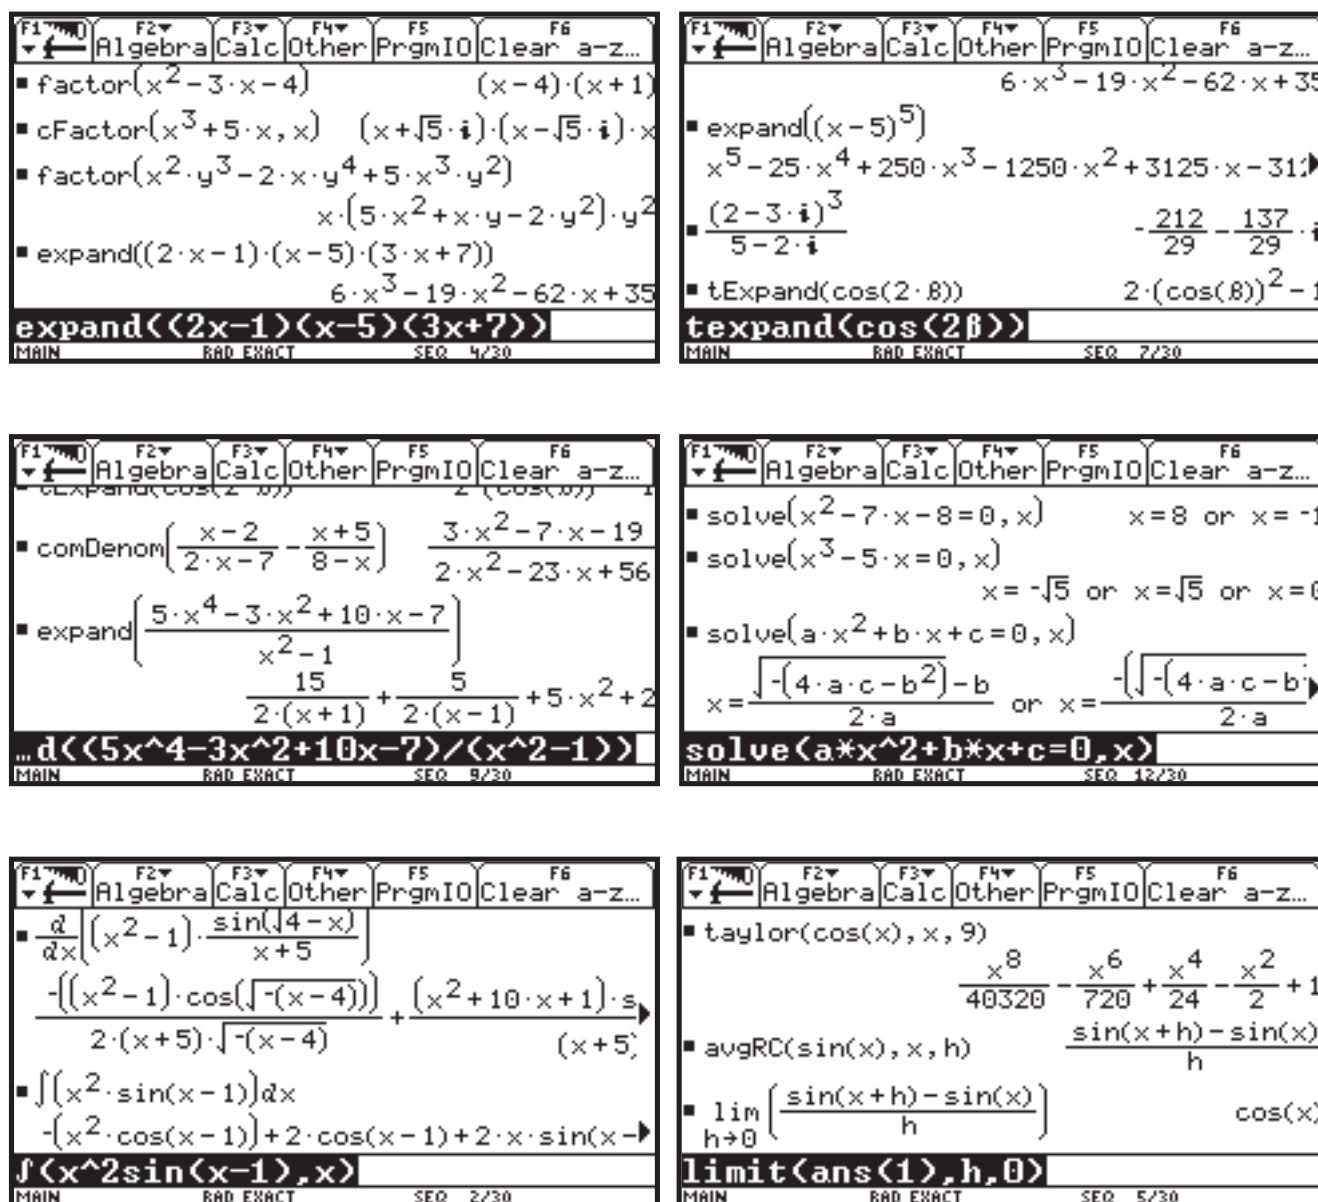 F1 F2 F3 F4 F5 F6
Algebra Calc Other PrgmIO Clear a-z…
▪ factor(x²-3·x-4) (x-4)·(x+1)
▪ cFactor(x³+5·x,x) (x+√5·i)·(x-√5·i)·x
▪ factor(x²·y³-2·x·y⁴+5·x³·y²)
x·(5·x²+x·y-2·y²)·y²
▪ expand((2·x-1)·(x-5)·(3·x+7))
6·x³-19·x²-62·x+35
expand((2x-1)(x-5)(3x+7))
MAIN RAD EXACT SEQ 4/30
F1 F2 F3 F4 F5 F6
Algebra Calc Other PrgmIO Clear a-z…
6·x³-19·x²-62·x+35
▪ expand((x-5)⁵)
x⁵-25·x⁴+250·x³-1250·x²+3125·x-312▶
▪ (2-3·i)³/(5-2·i) -212/29-137/29·i
▪ tExpand(cos(2·β)) 2·(cos(β))²-1
texpand(cos(2β))
MAIN RAD EXACT SEQ 7/30
F1 F2 F3 F4 F5 F6
Algebra Calc Other PrgmIO Clear a-z…
▪ comDenom((x-2)/(2·x-7)-(x+5)/(8-x)) (3·x²-7·x-19)/(2·x²-23·x+56)
▪ expand((5·x⁴-3·x²+10·x-7)/(x²-1))
15/(2·(x+1))+5/(2·(x-1))+5·x²+2
…d((5x^4-3x^2+10x-7)/(x^2-1))
MAIN RAD EXACT SEQ 9/30
F1 F2 F3 F4 F5 F6
Algebra Calc Other PrgmIO Clear a-z…
▪ solve(x²-7·x-8=0,x) x=8 or x=-1
▪ solve(x³-5·x=0,x)
x=-√5 or x=√5 or x=0
▪ solve(a·x²+b·x+c=0,x)
x=(√(-(4·a·c-b²))-b)/(2·a) or x=-(√(-(4·a·c-b▶/(2·a)
solve(a*x^2+b*x+c=0,x)
MAIN RAD EXACT SEQ 12/30
F1 F2 F3 F4 F5 F6
Algebra Calc Other PrgmIO Clear a-z…
▪ d/dx((x²-1)·sin(√(4-x))/(x+5))
-((x²-1)·cos(√(-(x-4))))/(2·(x+5)·√(-(x-4)))+(x²+10·x+1)·s▶/(x+5)
▪ ∫(x²·sin(x-1))dx
-(x²·cos(x-1))+2·cos(x-1)+2·x·sin(x-▶
∫(x^2sin(x-1),x)
MAIN RAD EXACT SEQ 2/30
F1 F2 F3 F4 F5 F6
Algebra Calc Other PrgmIO Clear a-z…
▪ taylor(cos(x),x,9)
x⁸/40320-x⁶/720+x⁴/24-x²/2+1
▪ avgRC(sin(x),x,h) (sin(x+h)-sin(x))/h
▪ lim h→0 ((sin(x+h)-sin(x))/h) cos(x)
limit(ans(1),h,0)
MAIN RAD EXACT SEQ 5/30